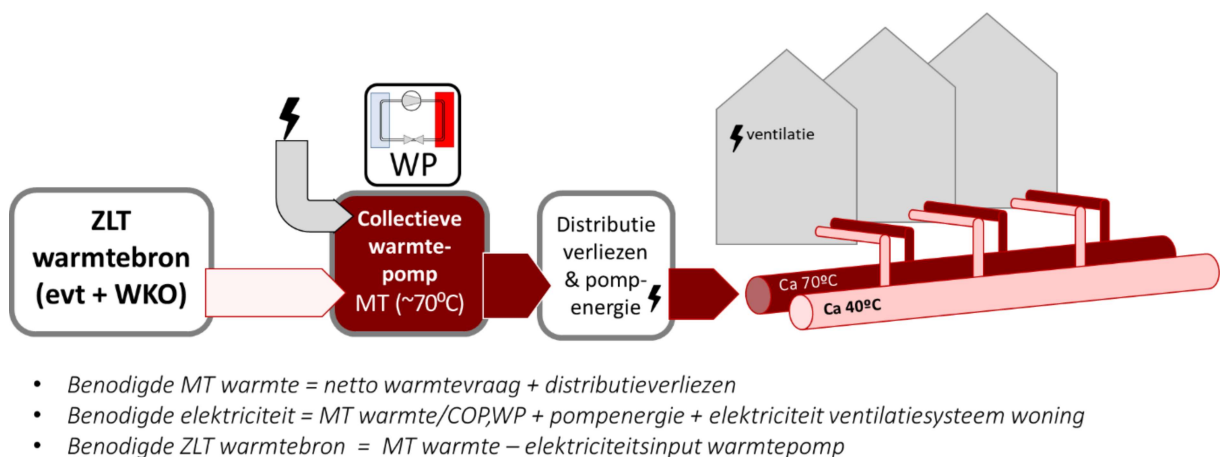 WP
ventilatie
ZLT
warmtebron
(evt + WKO)
Collectieve
warmte-
pomp
MT (~70⁰C)
Distributie
verliezen
& pomp-
energie
Ca 70ºC
Ca 40ºC
• Benodigde MT warmte = netto warmtevraag + distributieverliezen
• Benodigde elektriciteit = MT warmte/COP,WP + pompenergie + elektriciteit ventilatiesysteem woning
• Benodigde ZLT warmtebron = MT warmte – elektriciteitsinput warmtepomp